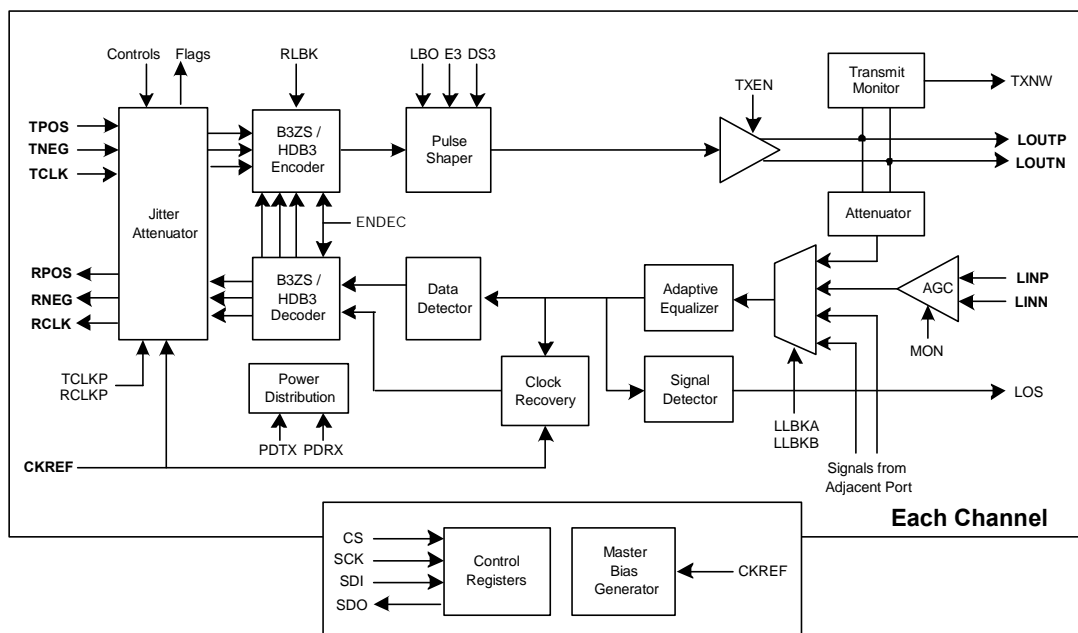 Controls
Flags
RLBK
LBO E3 DS3
TXEN
Transmit
Monitor
TXNW
TPOS
TNEG
TCLK
B3ZS /
HDB3
Encoder
Pulse
Shaper
LOUTP
LOUTN
Jitter
Attenuator
ENDEC
Attenuator
RPOS
RNEG
RCLK
B3ZS /
HDB3
Decoder
Data
Detector
Adaptive
Equalizer
AGC
LINP
LINN
MON
TCLKP
RCLKP
Power
Distribution
Clock
Recovery
Signal
Detector
LOS
PDTX PDRX
LLBKA
LLBKB
CKREF
Signals from
Adjacent Port
Each Channel
CS
SCK
SDI
SDO
Control
Registers
Master
Bias
Generator
CKREF